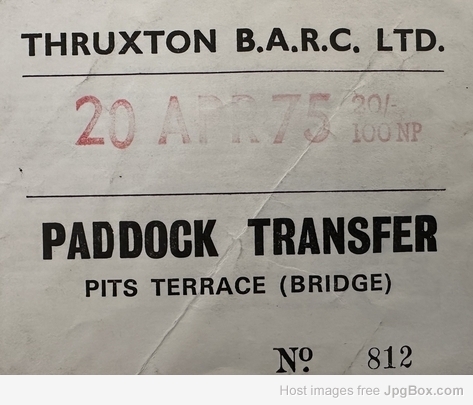 THRUXTON B.A.R.C. LTD.
20 APR 75 20/-
100 NP
PADDOCK TRANSFER
PITS TERRACE (BRIDGE)
Nº 812
Host images free JpgBox.com